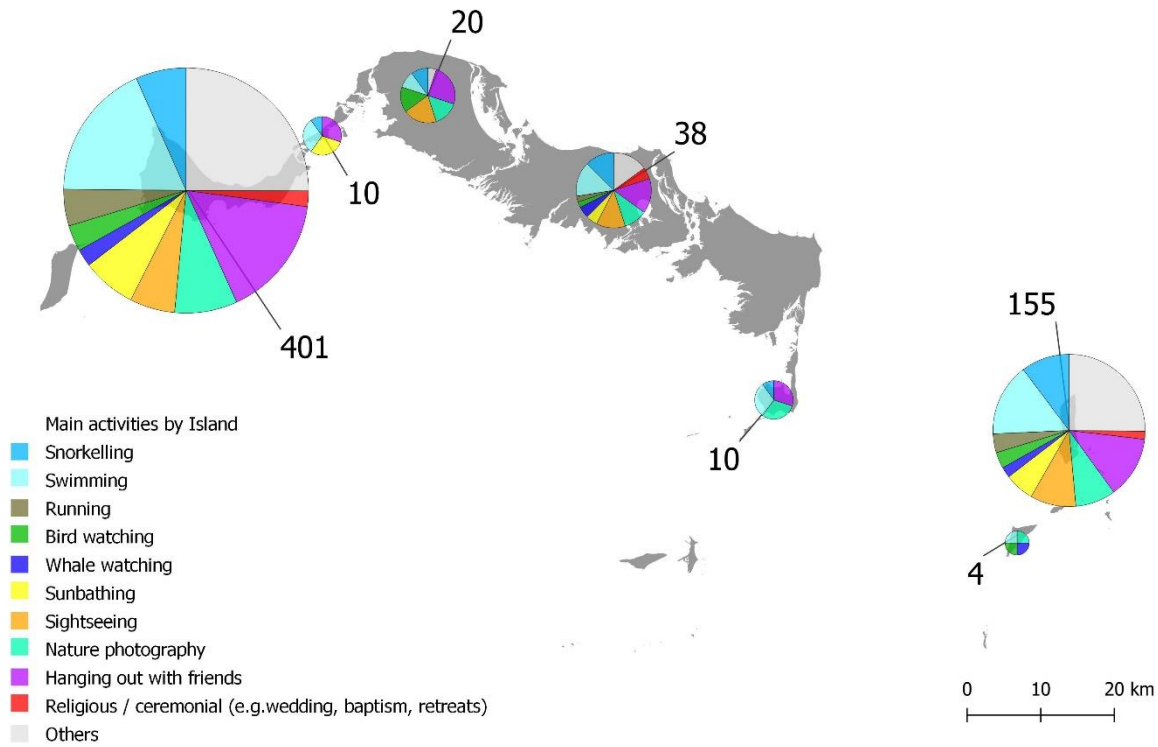 20
10
38
401
155
10
4
Main activities by Island
Snorkelling
Swimming
Running
Bird watching
Whale watching
Sunbathing
Sightseeing
Nature photography
Hanging out with friends
Religious / ceremonial (e.g.wedding, baptism, retreats)
Others
0 10 20 km